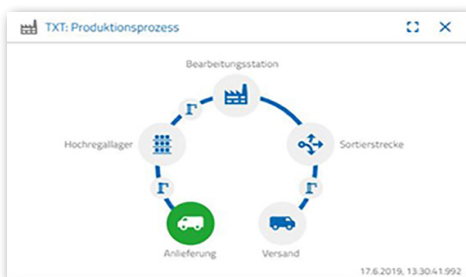 TXT: Produktionsprozess
Bearbeitungsstation
Hochregallager
Sortierstrecke
Anlieferung
Versand
17.6.2019, 13.30:41:992